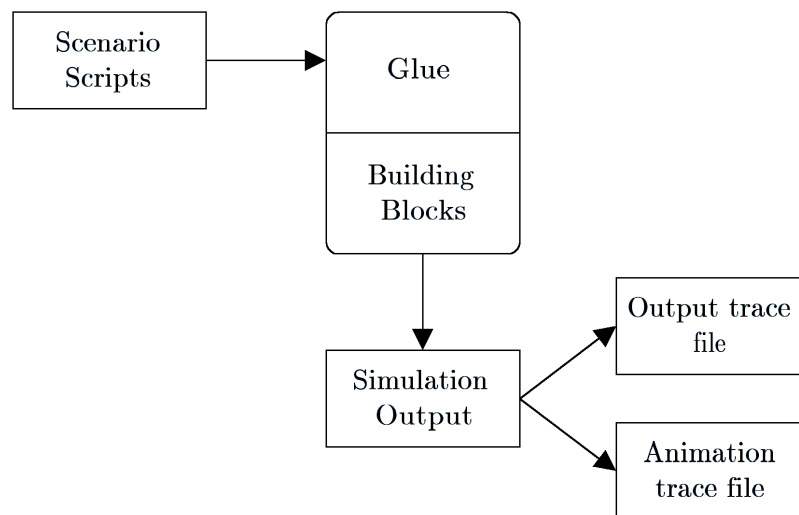 Scenario
Scripts
Glue
Building
Blocks
Simulation
Output
Output trace
file
Animation
trace file